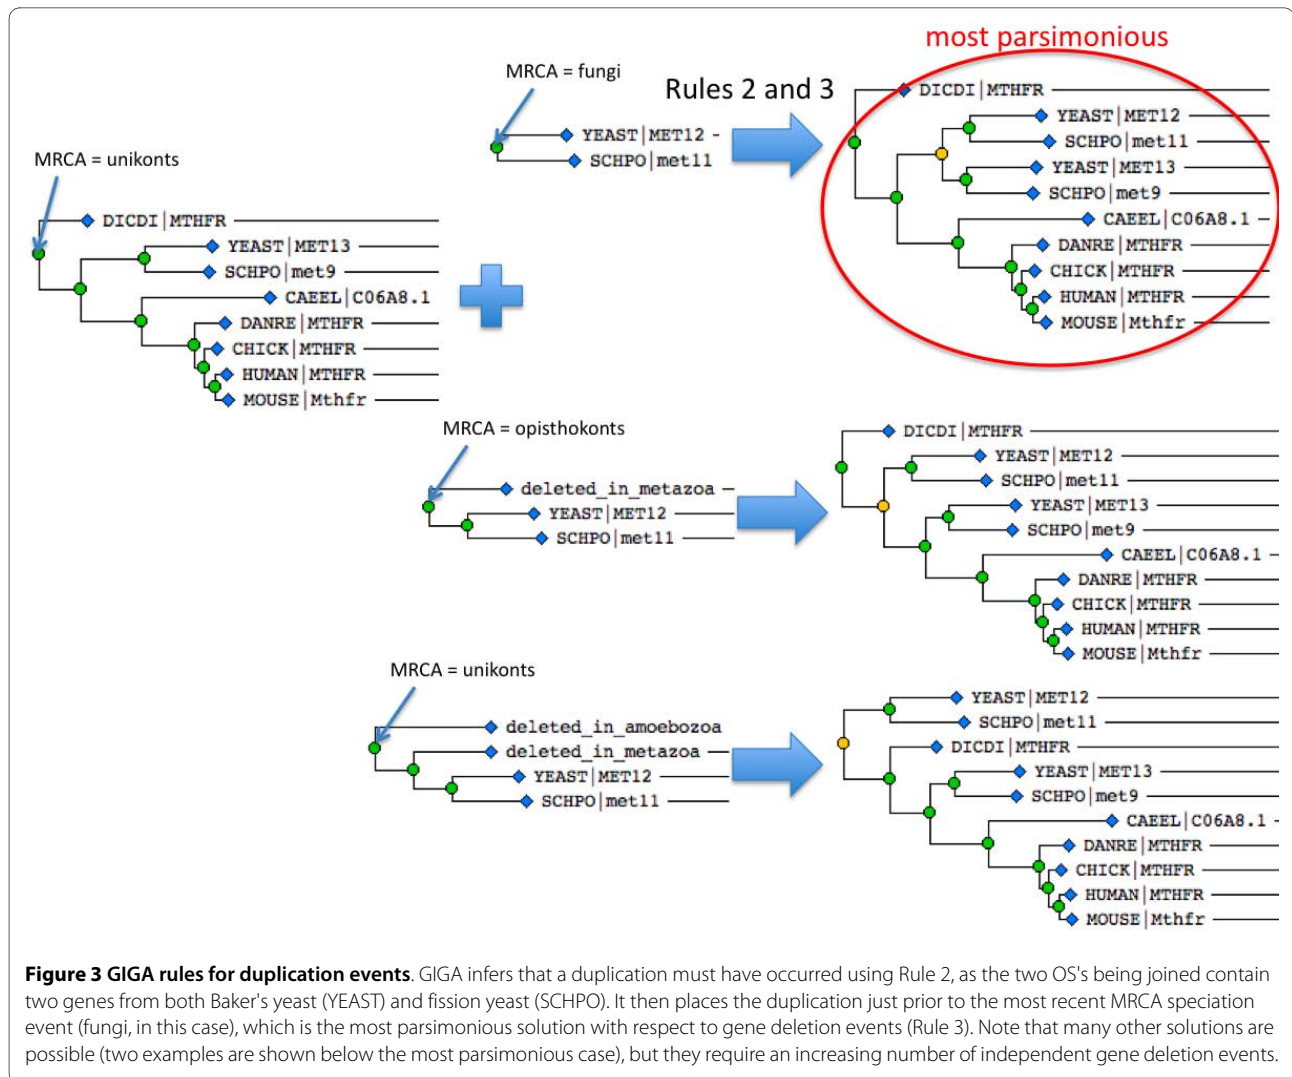 most parsimonious
MRCA = fungi
Rules 2 and 3
DICDI|MTHFR
YEAST|MET12
SCHPO|met11
YEAST|MET13
SCHPO|met9
CAEEL|C06A8.1
DANRE|MTHFR
CHICK|MTHFR
HUMAN|MTHFR
MOUSE|Mthfr
YEAST|MET12
SCHPO|met11
MRCA = unikonts
DICDI|MTHFR
YEAST|MET13
SCHPO|met9
CAEEL|C06A8.1
DANRE|MTHFR
CHICK|MTHFR
HUMAN|MTHFR
MOUSE|Mthfr
MRCA = opisthokonts
deleted_in_metazoa
YEAST|MET12
SCHPO|met11
DICDI|MTHFR
YEAST|MET12
SCHPO|met11
YEAST|MET13
SCHPO|met9
CAEEL|C06A8.1
DANRE|MTHFR
CHICK|MTHFR
HUMAN|MTHFR
MOUSE|Mthfr
MRCA = unikonts
deleted_in_amoebozoa
deleted_in_metazoa
YEAST|MET12
SCHPO|met11
YEAST|MET12
SCHPO|met11
DICDI|MTHFR
YEAST|MET13
SCHPO|met9
CAEEL|C06A8.1
DANRE|MTHFR
CHICK|MTHFR
HUMAN|MTHFR
MOUSE|Mthfr
Figure 3 GIGA rules for duplication events. GIGA infers that a duplication must have occurred using Rule 2, as the two OS's being joined contain
two genes from both Baker's yeast (YEAST) and fission yeast (SCHPO). It then places the duplication just prior to the most recent MRCA speciation
event (fungi, in this case), which is the most parsimonious solution with respect to gene deletion events (Rule 3). Note that many other solutions are
possible (two examples are shown below the most parsimonious case), but they require an increasing number of independent gene deletion events.